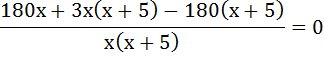 180x + 3x(x + 5) − 180(x + 5)
x(x + 5)
= 0